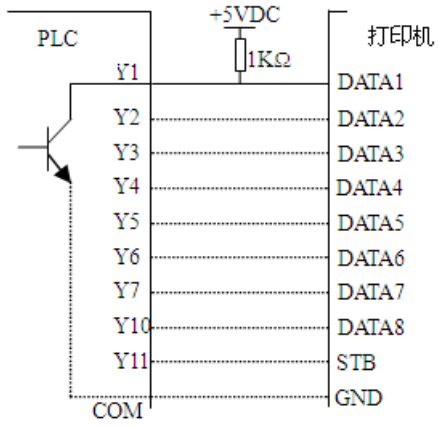 +5VDC
PLC
打印机
1KΩ
Y1 DATA1
Y2 DATA2
Y3 DATA3
Y4 DATA4
Y5 DATA5
Y6 DATA6
Y7 DATA7
Y10 DATA8
Y11 STB
COM GND